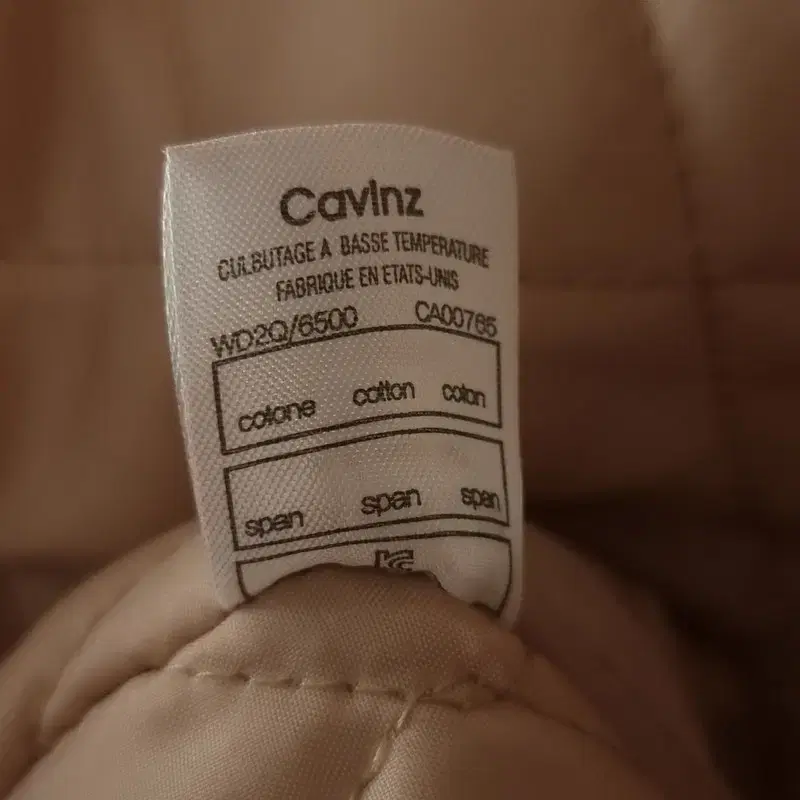 CavInz
CULBUTAGE A BASSE TEMPERATURE
FABRIQUE EN ETATS-UNIS
WD2Q/6500 CA00765
cotone cotton coton
span span span